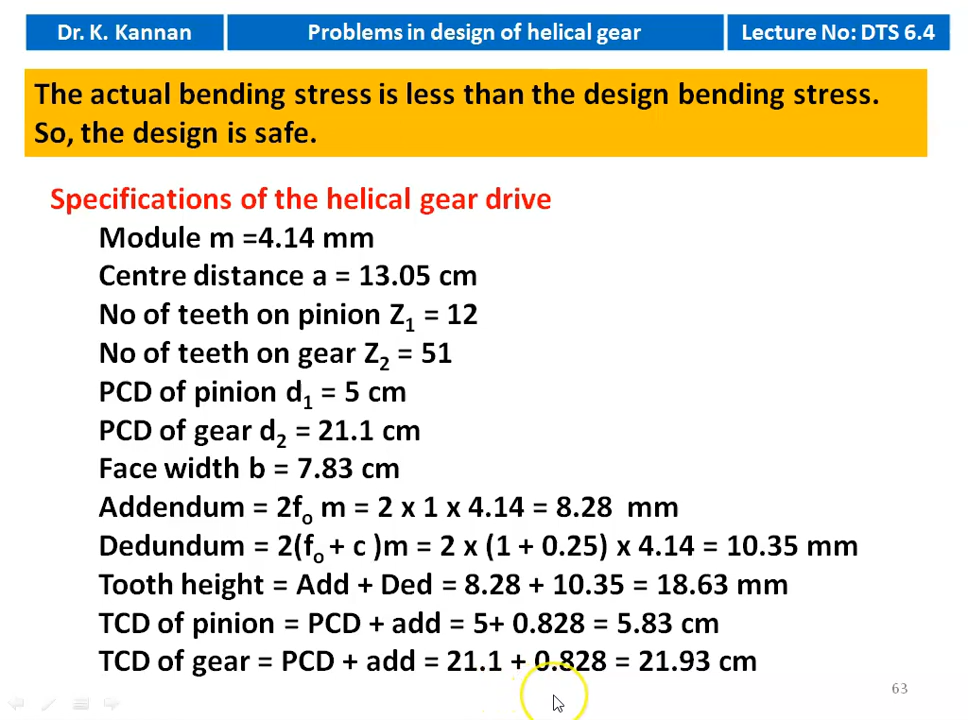 Dr. K. Kannan
Problems in design of helical gear
Lecture No: DTS 6.4
The actual bending stress is less than the design bending stress.
So, the design is safe.
Specifications of the helical gear drive
Module m =4.14 mm
Centre distance a = 13.05 cm
No of teeth on pinion Z₁ = 12
No of teeth on gear Z₂ = 51
PCD of pinion d₁ = 5 cm
PCD of gear d₂ = 21.1 cm
Face width b = 7.83 cm
Addendum = 2fₒ m = 2 x 1 x 4.14 = 8.28 mm
Dedundum = 2(fₒ + c )m = 2 x (1 + 0.25) x 4.14 = 10.35 mm
Tooth height = Add + Ded = 8.28 + 10.35 = 18.63 mm
TCD of pinion = PCD + add = 5+ 0.828 = 5.83 cm
TCD of gear = PCD + add = 21.1 + 0.828 = 21.93 cm
63